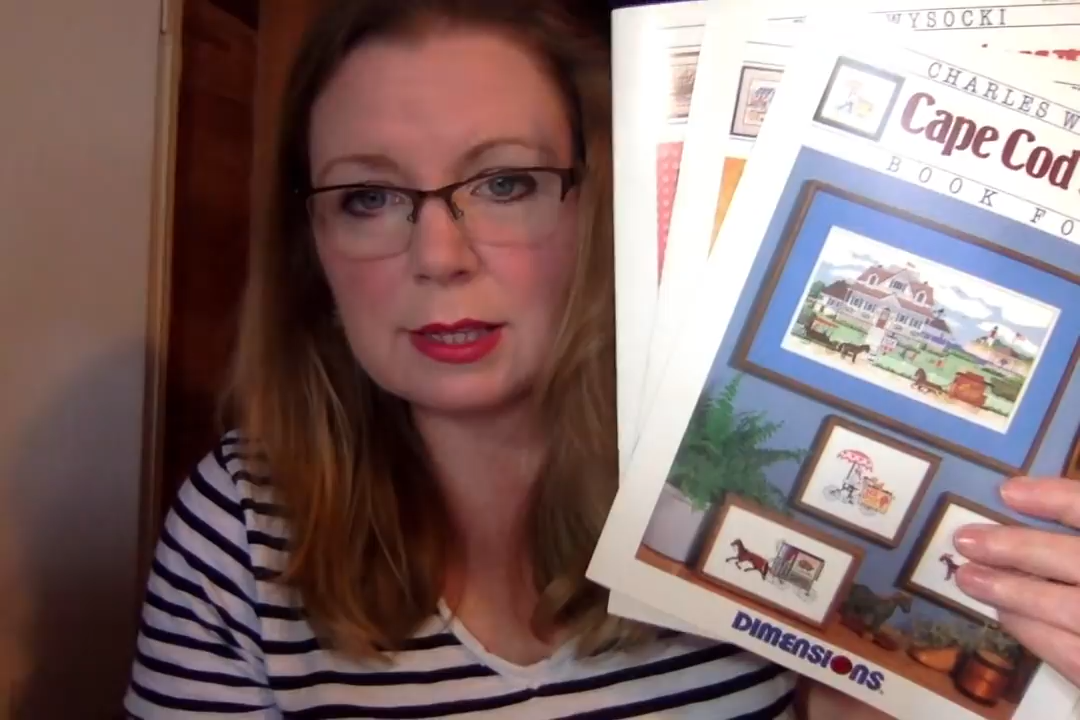 WYSOCKI
CHARLES W
Cape Cod
BOOK FO
DIMENSIONS